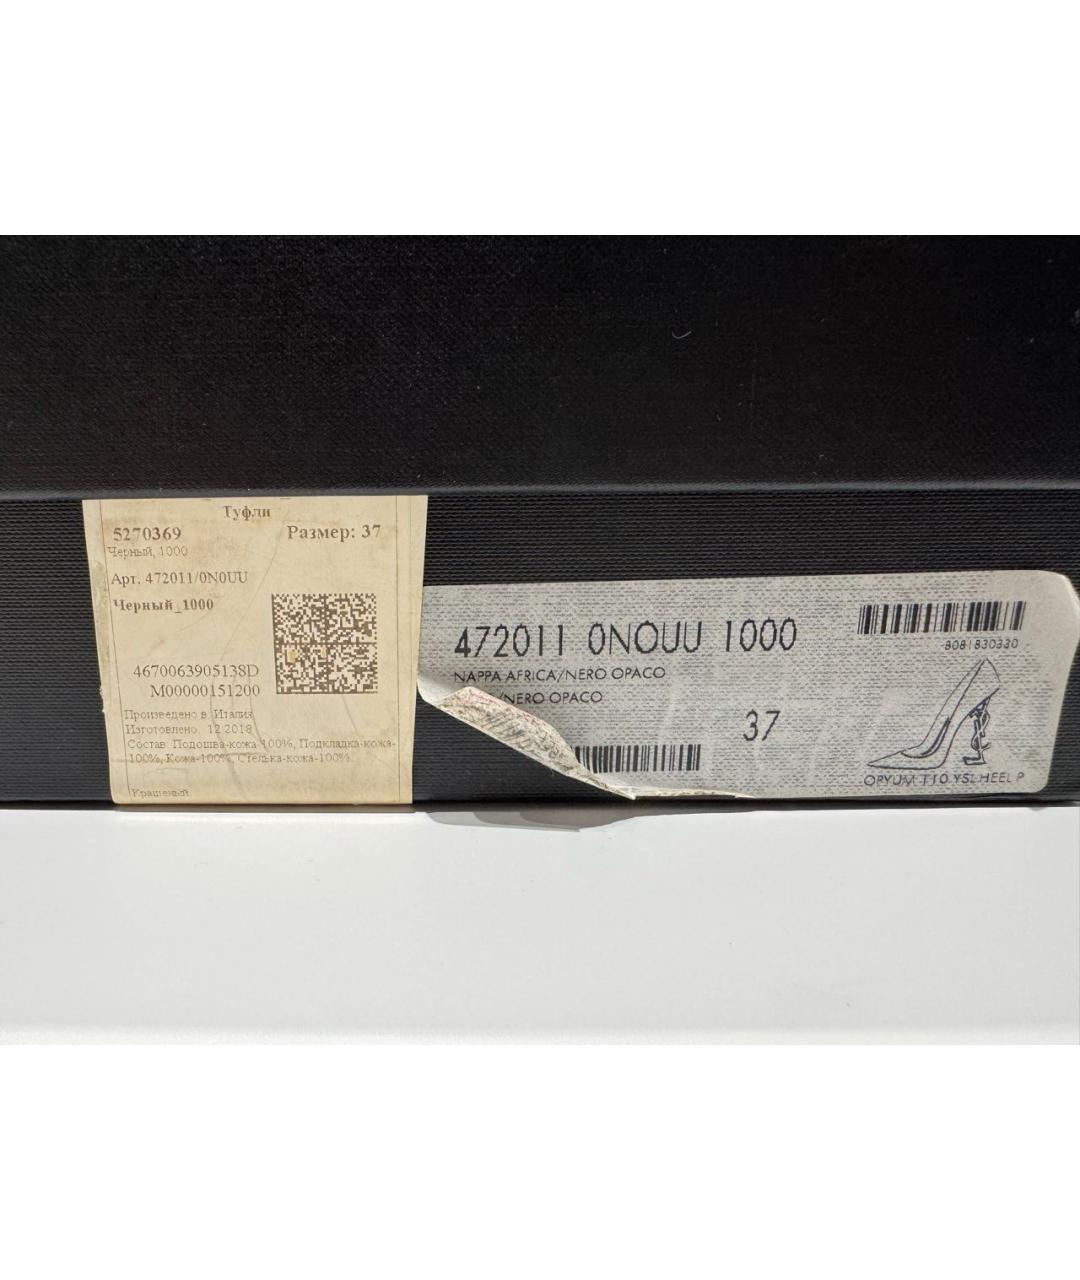 Туфли
5270369 Размер: 37
Черный, 1000
Арт. 472011/0N0UU
Черный_1000
4670063905138D
M00000151200
Произведено в Италия
Изготовлено 12.2018
Состав Подошва-кожа-100%, Подкладка-кожа-
100%, Кожа-100%, Стелька-кожа-100%
Крашеный
472011 0NOUU 1000
8081830330
NAPPA AFRICA/NERO OPACO
/NERO OPACO
37
OPYUM 110 YSL HEEL P